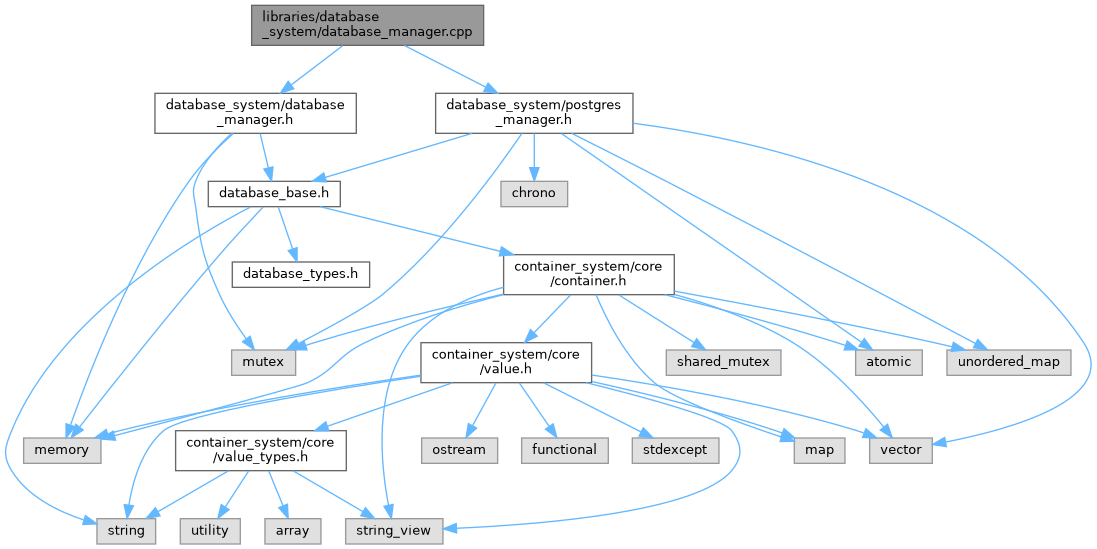 libraries/database
_system/database_manager.cpp
database_system/database
_manager.h
database_system/postgres
_manager.h
database_base.h
chrono
database_types.h
container_system/core
/container.h
mutex
container_system/core
/value.h
shared_mutex
atomic
unordered_map
memory
container_system/core
/value_types.h
ostream
functional
stdexcept
map
vector
string
utility
array
string_view